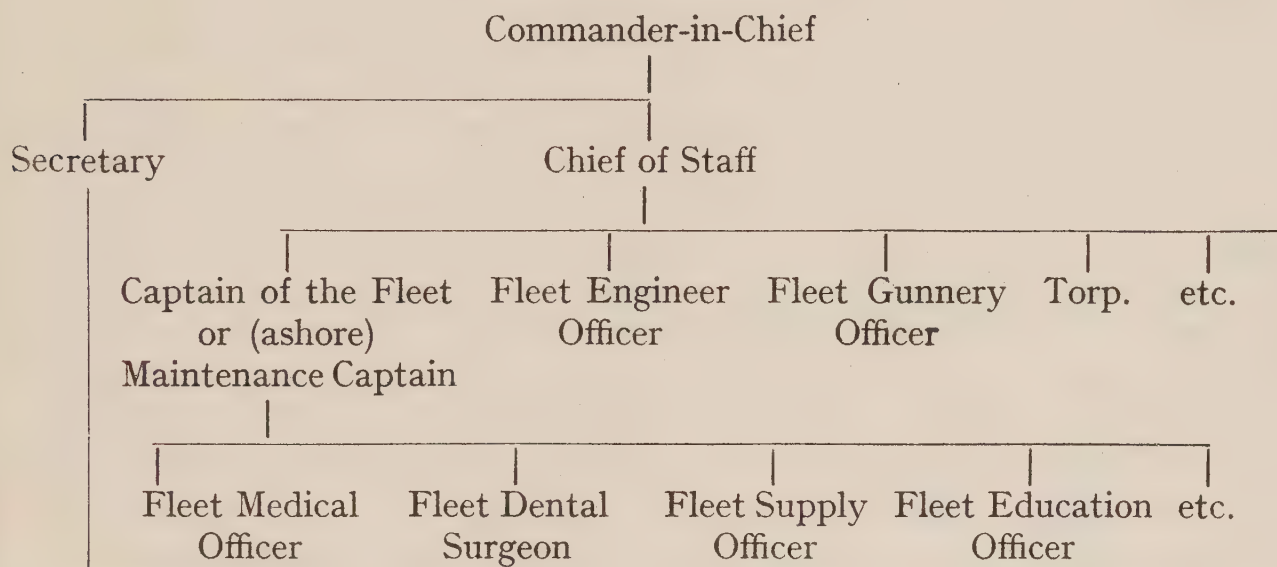 Commander-in-Chief
Secretary Chief of Staff
Captain of the Fleet Fleet Engineer Fleet Gunnery Torp. etc.
or (ashore) Officer Officer
Maintenance Captain
Fleet Medical Fleet Dental Fleet Supply Fleet Education etc.
Officer Surgeon Officer Officer